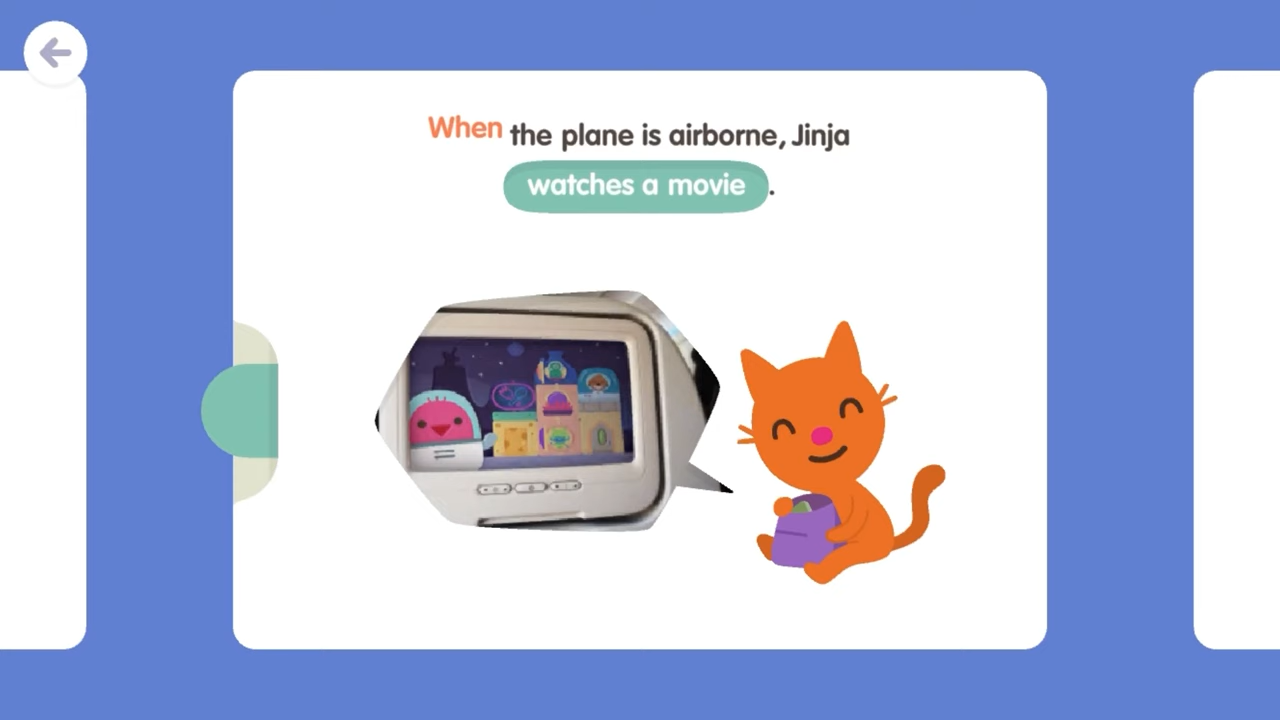 When the plane is airborne, Jinja
watches a movie.